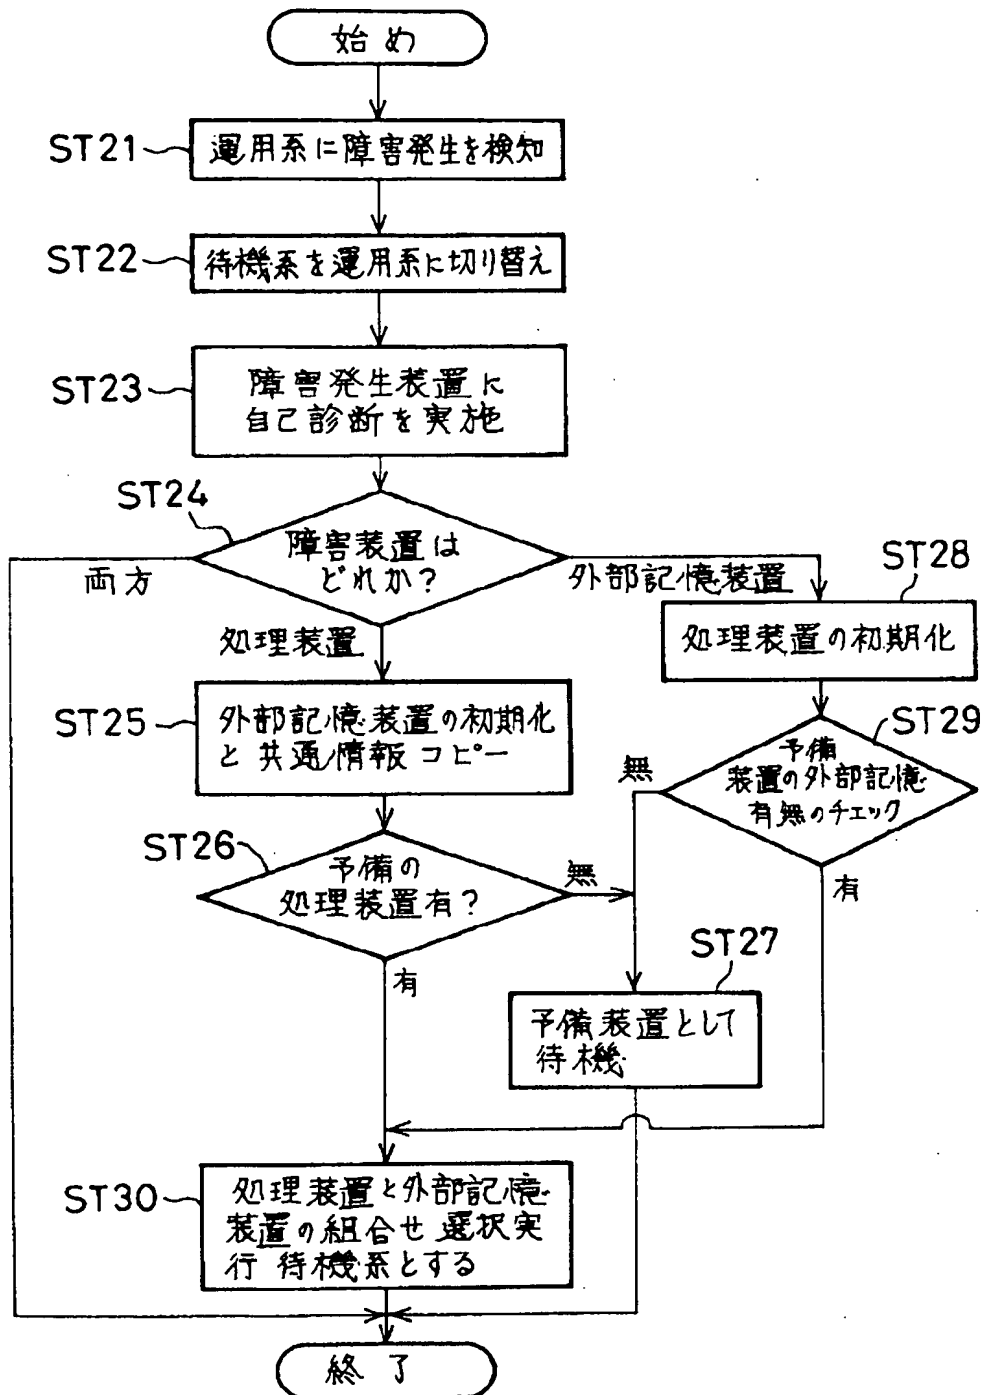 始め
ST21
運用系に障害発生を検知
ST22
待機系を運用系に切り替え
ST23
障害発生装置に
自己診断を実施
ST24
障害装置は
どれか?
両方
処理装置
外部記憶装置
ST28
処理装置の初期化
ST25
外部記憶装置の初期化
と共通情報コピー
ST29
予備
装置の外部記憶
有無のチェック
無
有
ST26
予備の
処理装置有?
無
有
ST27
予備装置として
待機
ST30
処理装置と外部記憶
装置の組合せ選択実
行 待機系とする
終了